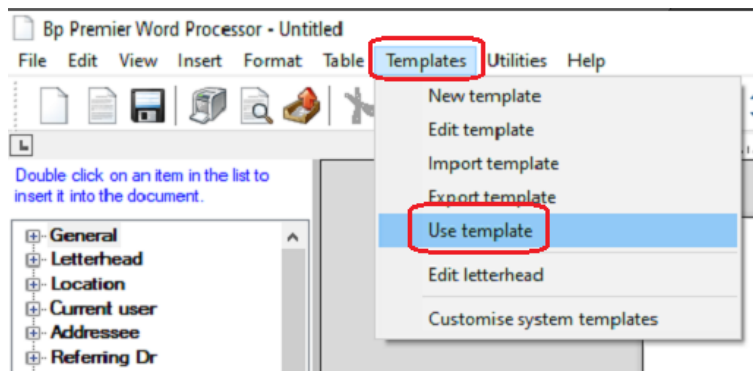 Bp Premier Word Processor - Untitled
File Edit View Insert Format Table Templates Utilities Help
New template
Edit template
Import template
Export template
Use template
Edit letterhead
Customise system templates
Double click on an item in the list to
insert it into the document.
General
Letterhead
Location
Current user
Addressee
Referring Dr